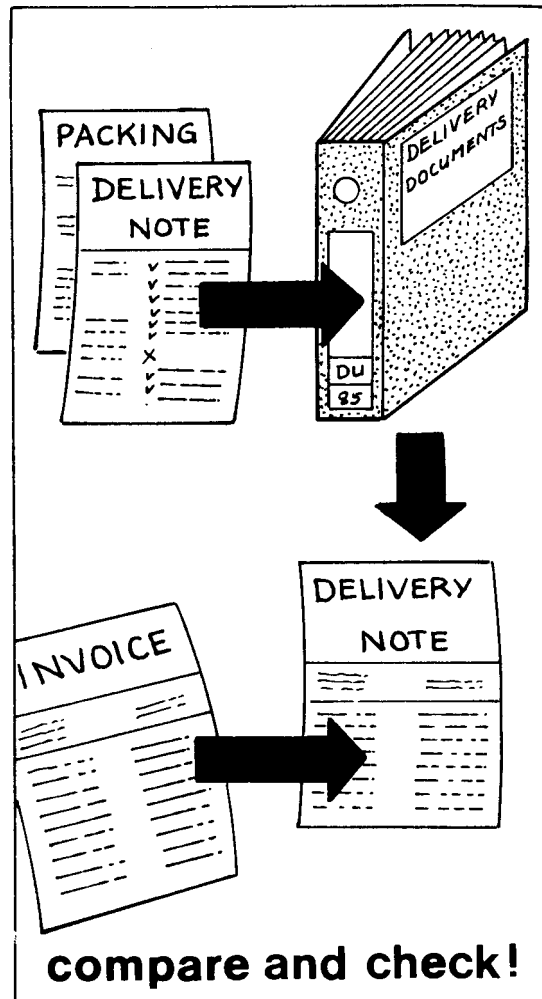 PACKING
DELIVERY
NOTE
DELIVERY
DOCUMENTS
DU
85
DELIVERY
NOTE
INVOICE
compare and check!